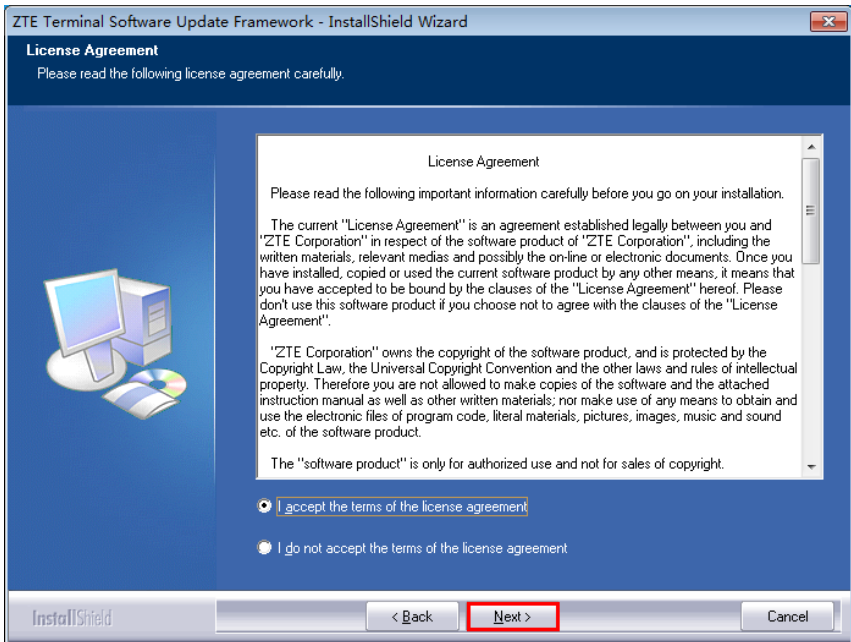 ZTE Terminal Software Update Framework - InstallShield Wizard
License Agreement
Please read the following license agreement carefully.
License Agreement
Please read the following important information carefully before you go on your installation.
The current "License Agreement" is an agreement established legally between you and
"ZTE Corporation" in respect of the software product of "ZTE Corporation", including the
written materials, relevant medias and possibly the on-line or electronic documents. Once you
have installed, copied or used the current software product by any other means, it means that
you have accepted to be bound by the clauses of the "License Agreement" hereof. Please
don't use this software product if you choose not to agree with the clauses of the "License
Agreement".
"ZTE Corporation" owns the copyright of the software product, and is protected by the
Copyright Law, the Universal Copyright Convention and the other laws and rules of intellectual
property. Therefore you are not allowed to make copies of the software and the attached
instruction manual as well as other written materials; nor make use of any means to obtain and
use the electronic files of program code, literal materials, pictures, images, music and sound
etc. of the software product.
The "software product" is only for authorized use and not for sales of copyright.
I accept the terms of the license agreement
I do not accept the terms of the license agreement
InstallShield
< Back
Next >
Cancel